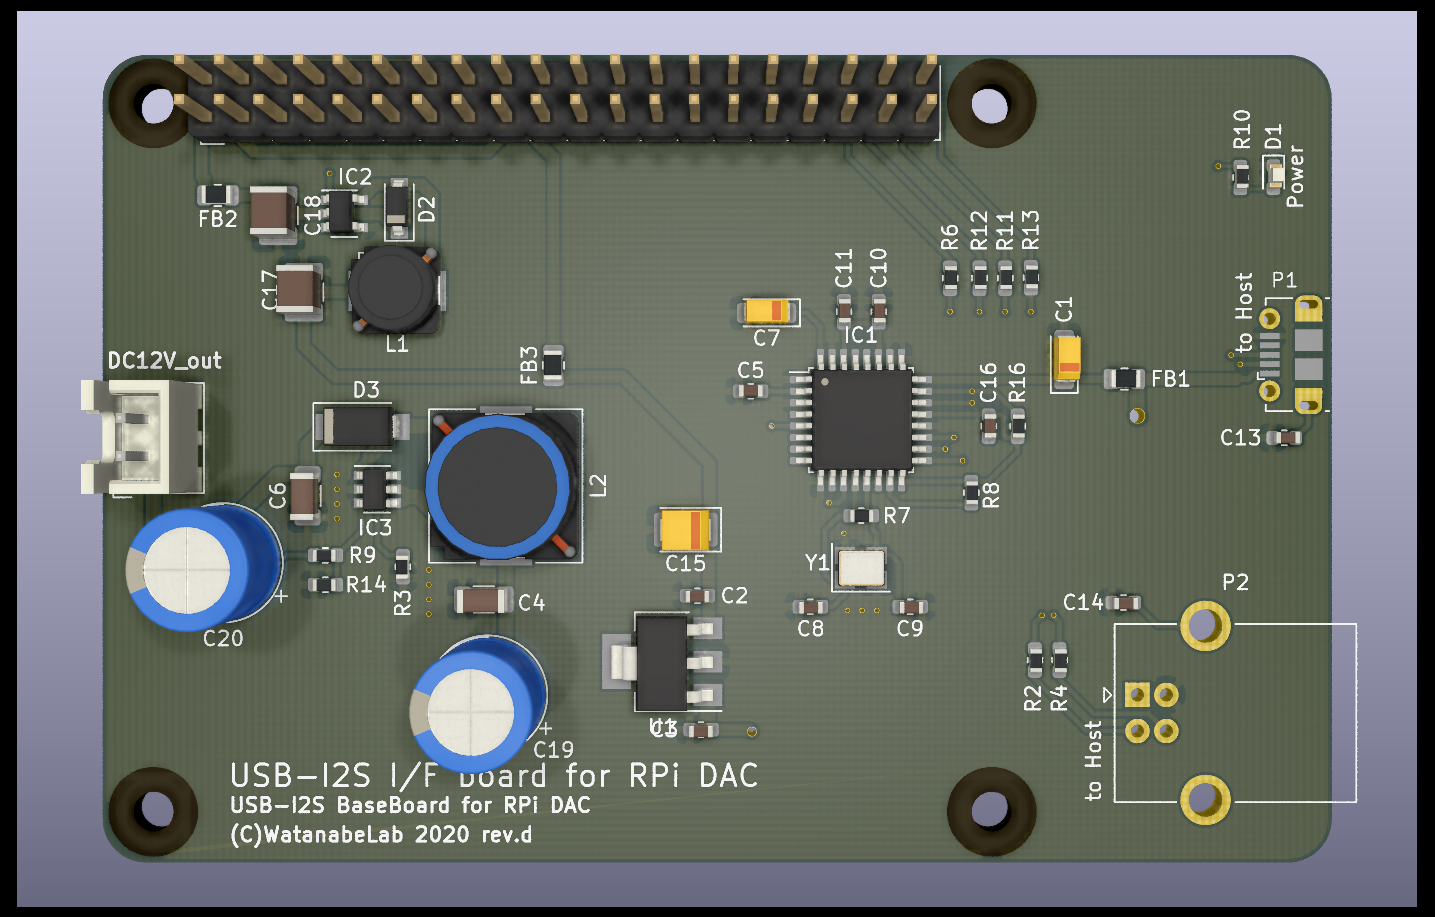 R10
D1
Power
IC2
C18
D2
FB2
C17
L1
R6
R12
R11
R13
C11
C10
C1
to Host
P1
C7
IC1
DC12V_out
FB3
C5
C16
R16
FB1
D3
C13
L2
C6
IC3
R8
R7
R9
C15
Y1
R14
R3
C4
C2
C8
C9
C14
P2
C20
R2
R4
U1
C3
C19
to Host
USB-I2S I/F board for RPi DAC
USB-I2S BaseBoard for RPi DAC
(C)WatanabeLab 2020 rev.d